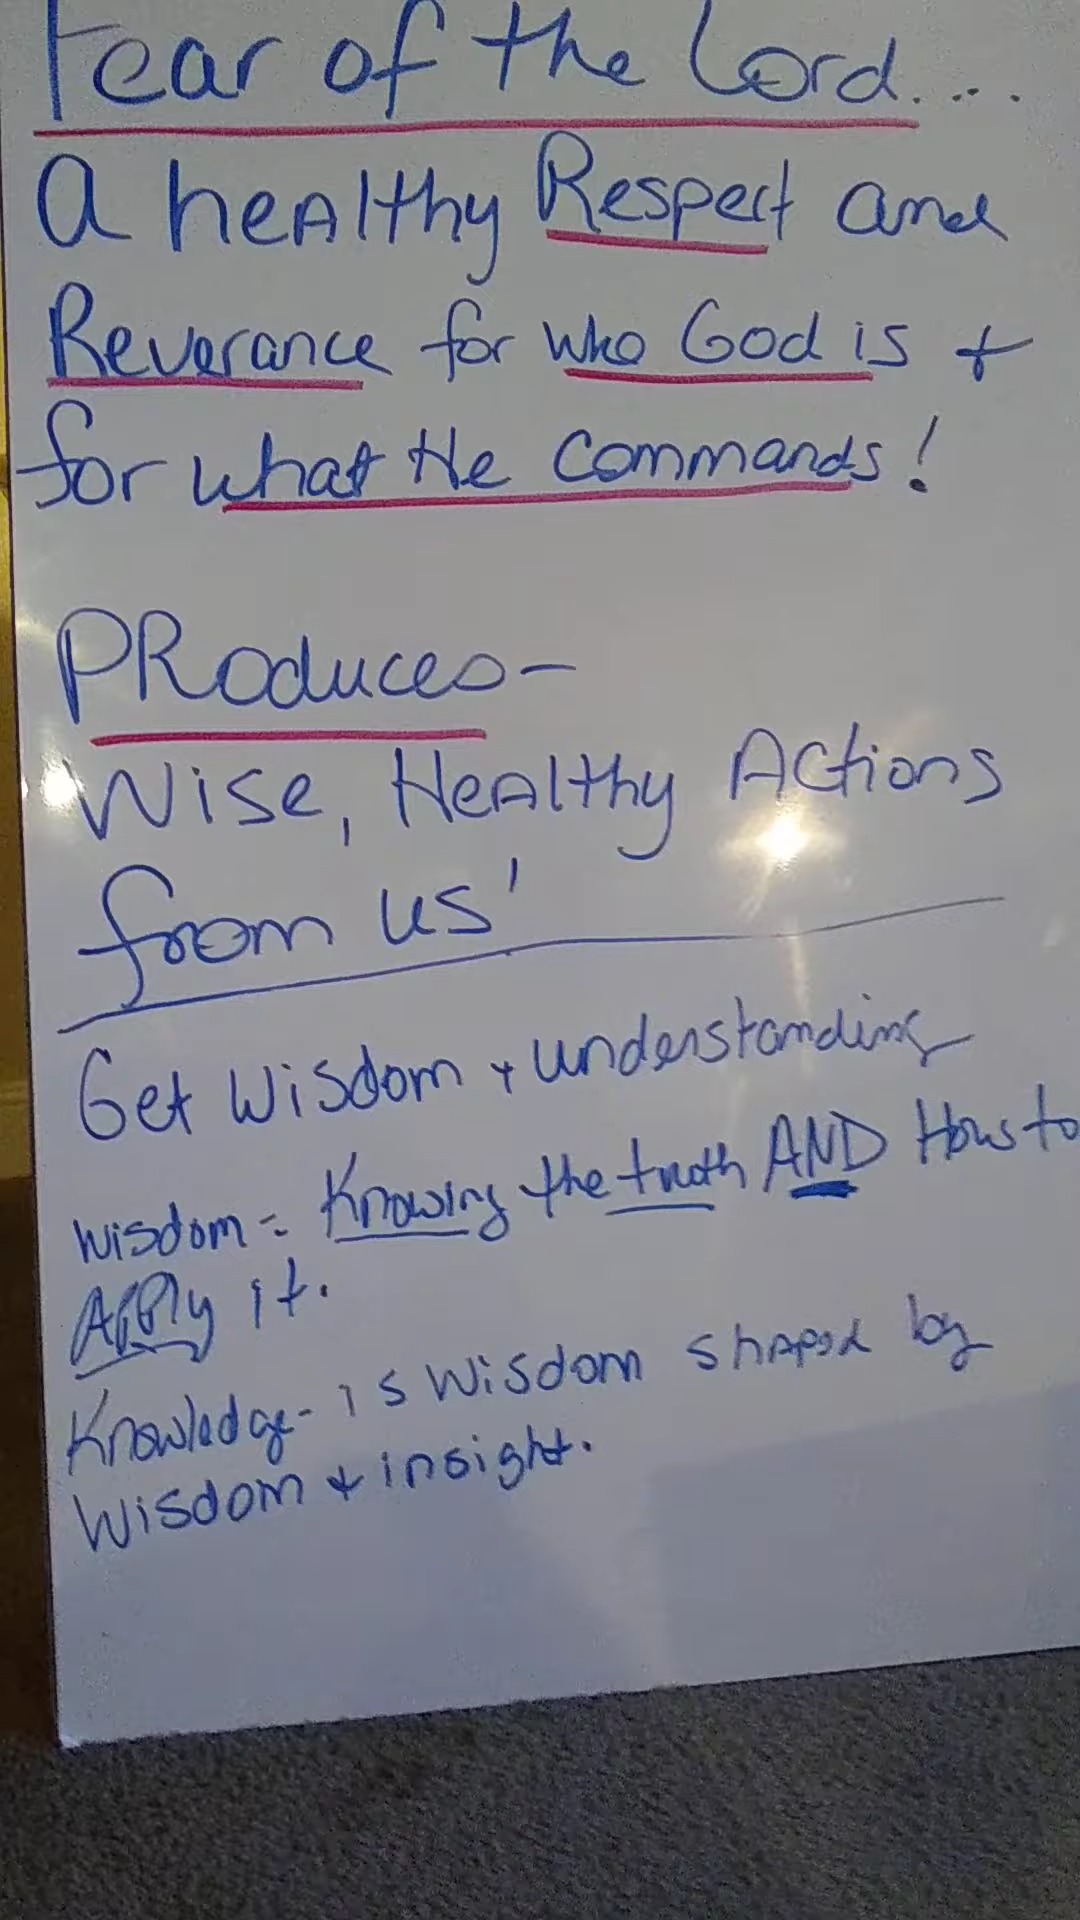 Fear of the Lord....
A heAlthy Respect and
Reverance for who God is +
for what He Commands!
PRoduces-
Wise, HeAlthy Actions
from us'
Get Wisdom + understanding
Wisdom = Knowing the truth AND How to
Apply it.
Knowledge- is Wisdom shaped by
Wisdom + insight.